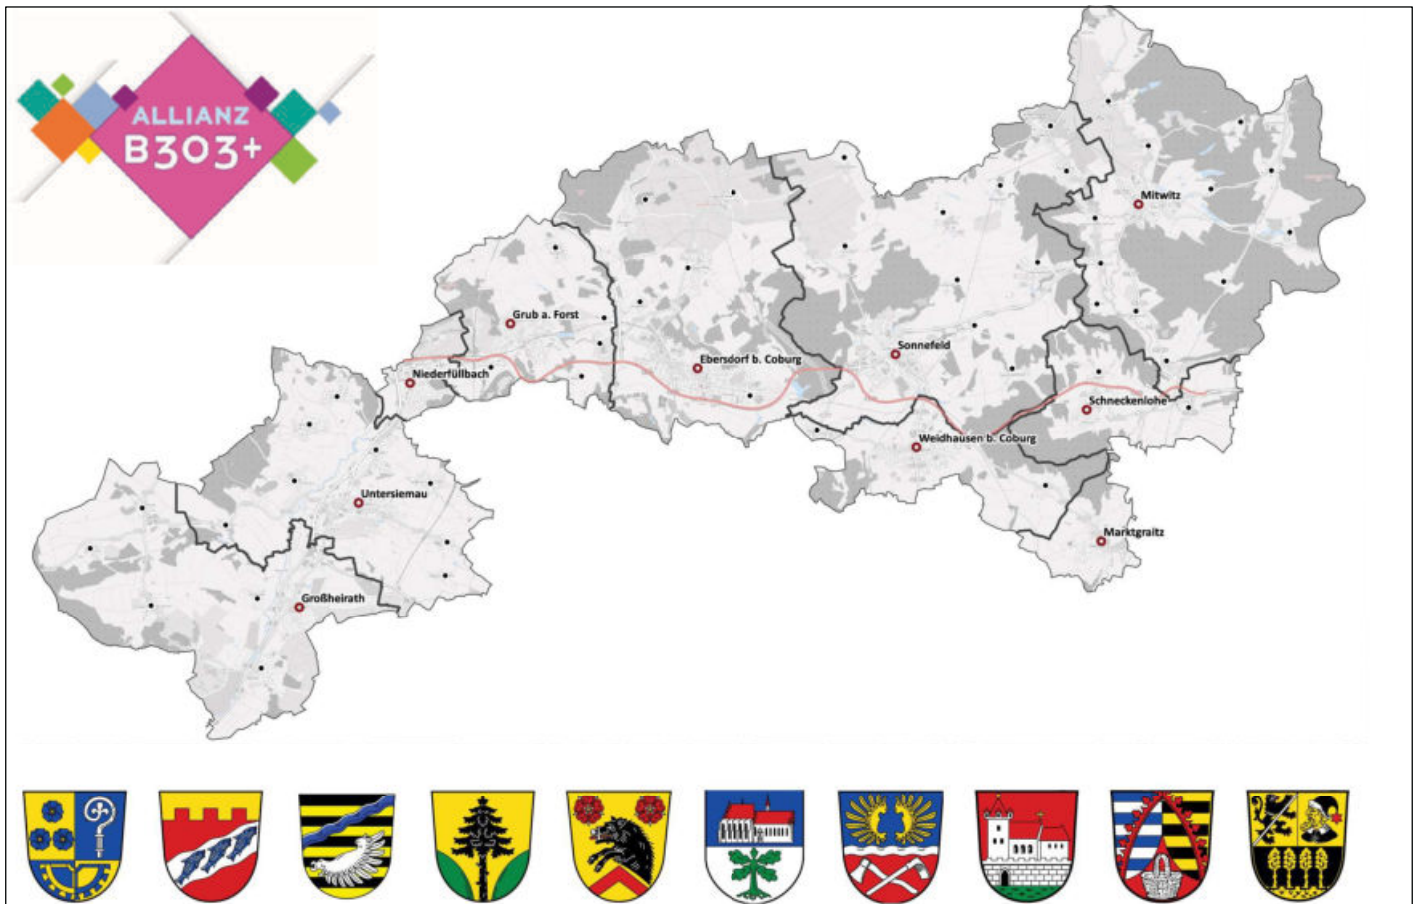 ALLIANZ
B303+
Mitwitz
Grub a. Forst
Ebersdorf b. Coburg
Sonnefeld
Niederfüllbach
Schneckenlohe
Weidhausen b. Coburg
Untersiemau
Marktgraitz
Großheirath